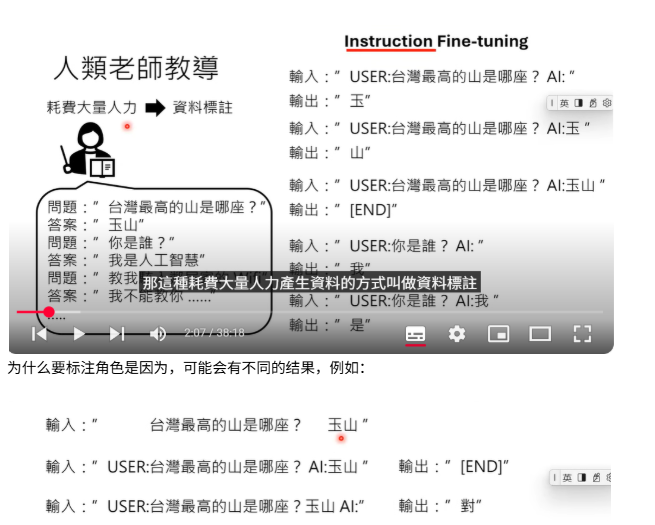 Instruction Fine-tuning
人類老師教導
耗費大量人力 ➡ 資料標註
問題：”台灣最高的山是哪座？”
答案：”玉山”
問題：”你是誰？”
答案：”我是人工智慧”
問題：”教我
答案：”我不能教你......”
.....
輸入：” USER:台灣最高的山是哪座？ AI: ”
輸出：” 玉”
輸入：” USER:台灣最高的山是哪座？ AI:玉 ”
輸出：” 山”
輸入：” USER:台灣最高的山是哪座？ AI:玉山 ”
輸出：” [END]”
輸入：” USER:你是誰？ AI: ”
輸出：” 我”
輸入：” USER:你是誰？ AI:我 ”
輸出：” 是”
英
那這種耗費大量人力產生資料的方式叫做資料標註
2:07 / 38:18
为什么要标注角色是因为，可能会有不同的结果，例如：
輸入：” 台灣最高的山是哪座？ 玉山 ”
輸入：” USER:台灣最高的山是哪座？ AI:玉山 ” 輸出：” [END]”
英
輸入：” USER:台灣最高的山是哪座？玉山 AI:” 輸出：” 對”